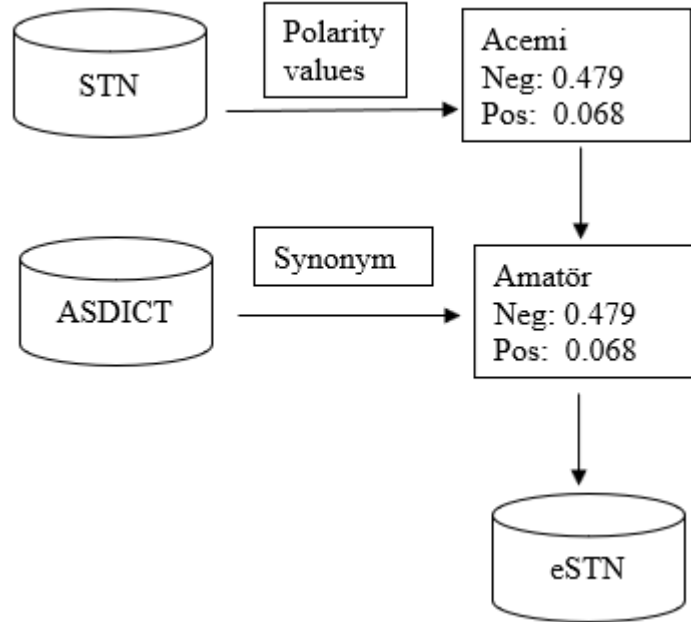 STN
Polarity
values
Acemi
Neg: 0.479
Pos: 0.068
ASDICT
Synonym
Amatör
Neg: 0.479
Pos: 0.068
eSTN